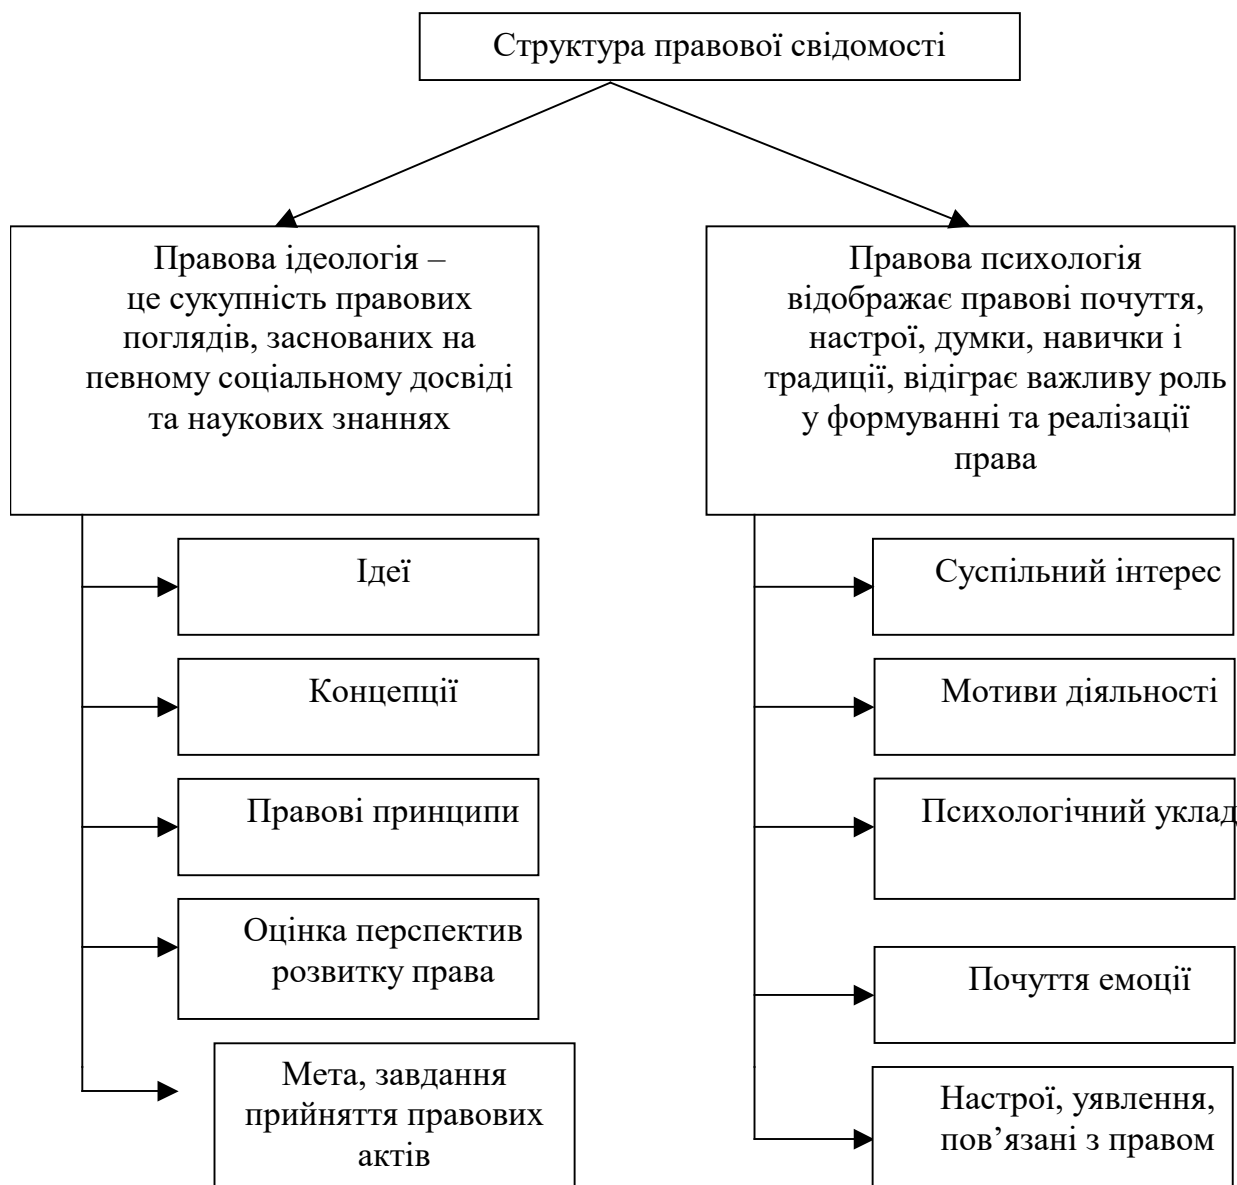 Структура правової свідомості
Правова ідеологія –
це сукупність правових
поглядів, заснованих на
певному соціальному досвіді
та наукових знаннях
Ідеї
Концепції
Правові принципи
Оцінка перспектив
розвитку права
Мета, завдання
прийняття правових
актів
Правова психологія
відображає правові почуття,
настрої, думки, навички і
традиції, відіграє важливу роль
у формуванні та реалізації
права
Суспільний інтерес
Мотиви діяльності
Психологічний уклад
Почуття емоції
Настрої, уявлення,
пов’язані з правом